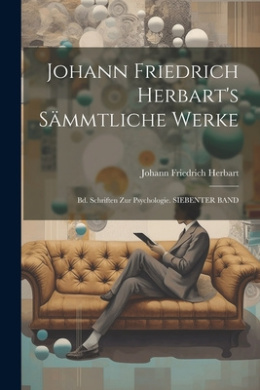 Johann Friedrich
Herbart's
Sämmtliche Werke
Johann Friedrich Herbart
Bd. Schriften Zur Psychologie. SIEBENTER BAND